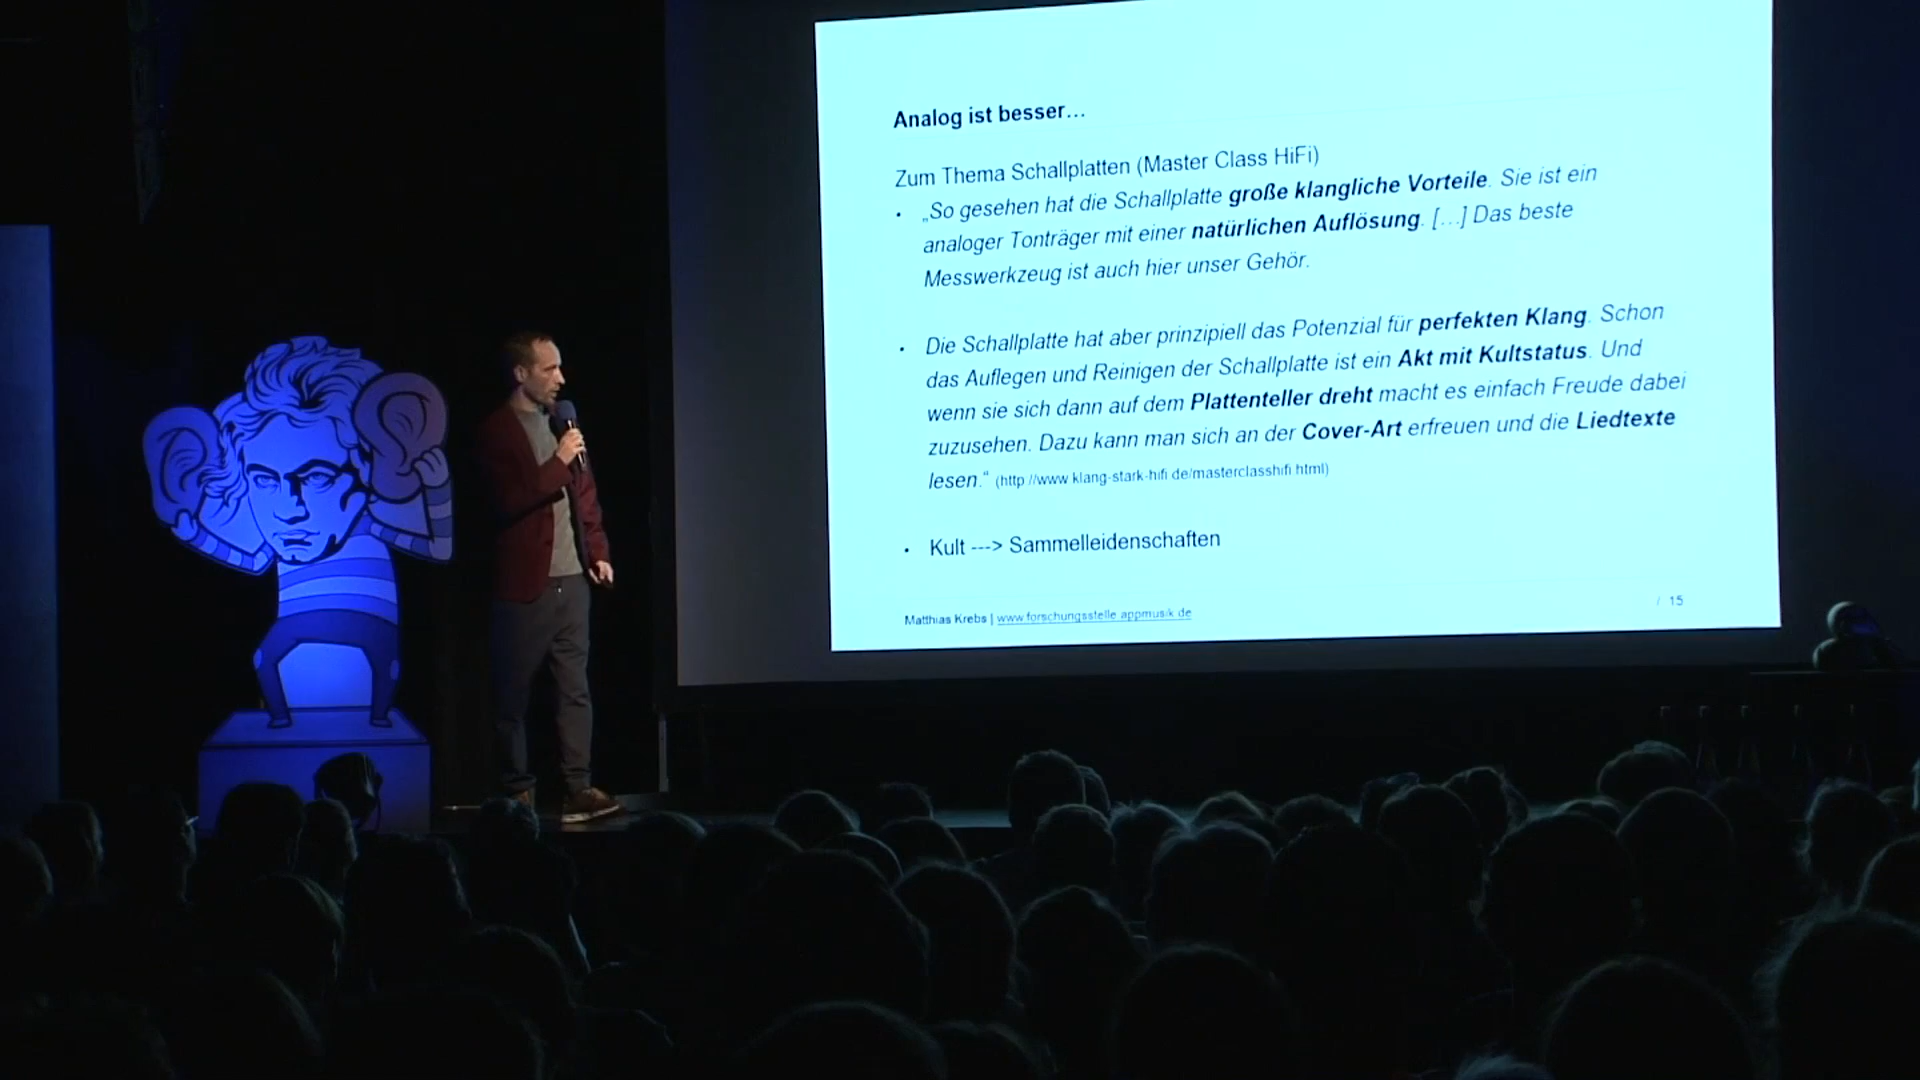 Analog ist besser...
Zum Thema Schallplatten (Master Class HiFi)
• „So gesehen hat die Schallplatte große klangliche Vorteile. Sie ist ein
analoger Tonträger mit einer natürlichen Auflösung. [...] Das beste
Messwerkzeug ist auch hier unser Gehör.
• Die Schallplatte hat aber prinzipiell das Potenzial für perfekten Klang. Schon
das Auflegen und Reinigen der Schallplatte ist ein Akt mit Kultstatus. Und
wenn sie sich dann auf dem Plattenteller dreht macht es einfach Freude dabei
zuzusehen. Dazu kann man sich an der Cover-Art erfreuen und die Liedtexte
lesen.“ (http://www.klang-stark-hifi.de/masterclasshifi.html)
• Kult ---> Sammelleidenschaften
Matthias Krebs | www.forschungsstelle.appmusik.de
/ 15